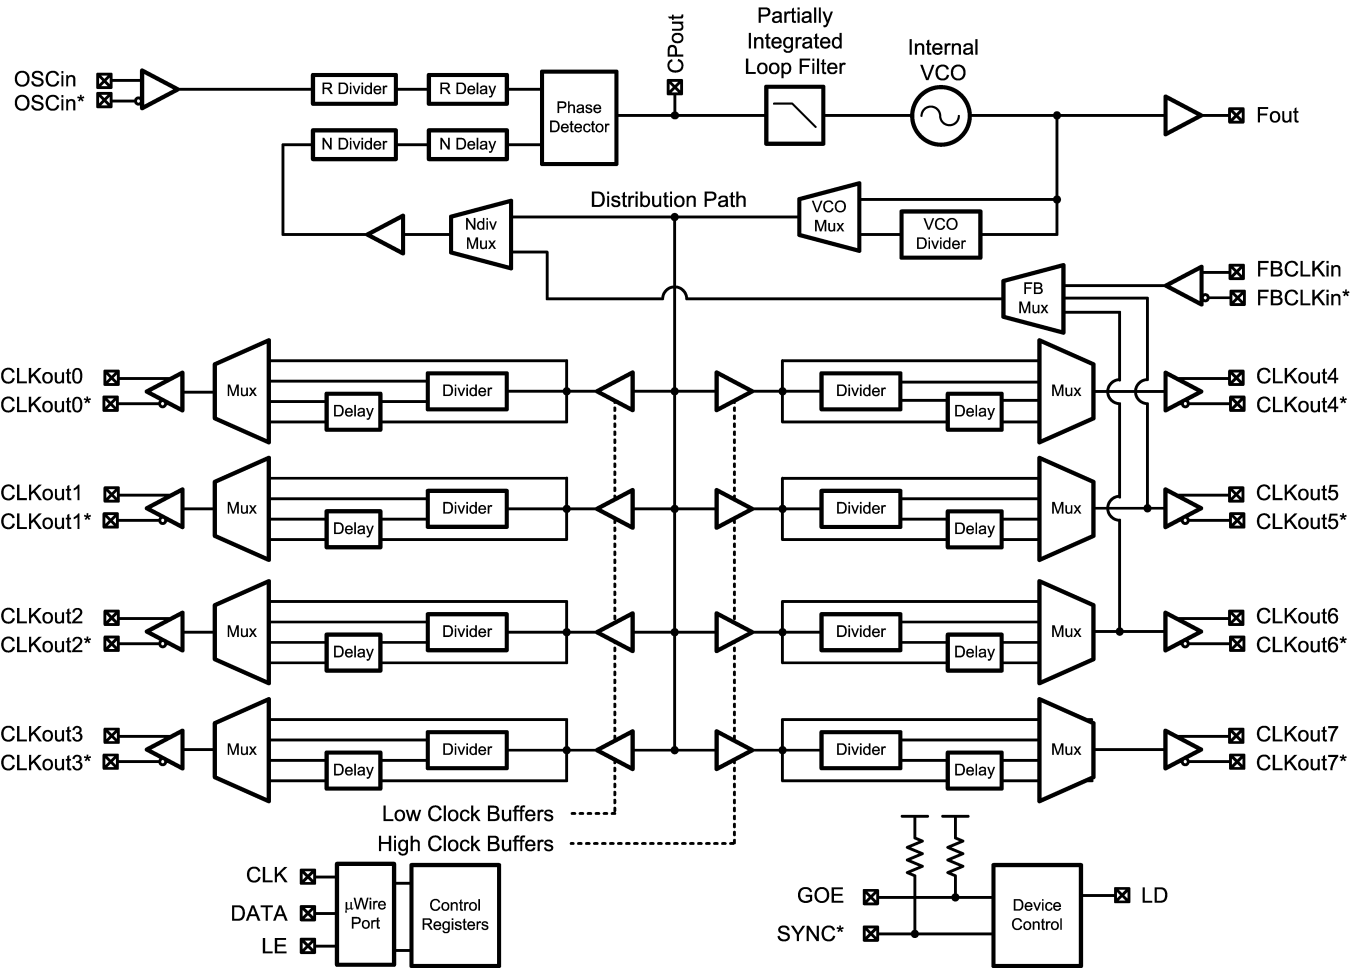 Partially
Integrated
Loop Filter
Internal
VCO
CPout
OSCin
OSCin*
R Divider
R Delay
N Divider
N Delay
Phase
Detector
Fout
Distribution Path
Ndiv
Mux
VCO
Mux
VCO
Divider
FB
Mux
FBCLKin
FBCLKin*
CLKout0
CLKout0*
Mux
Divider
Delay
Divider
Delay
Mux
CLKout4
CLKout4*
CLKout1
CLKout1*
Mux
Divider
Delay
Divider
Delay
Mux
CLKout5
CLKout5*
CLKout2
CLKout2*
Mux
Divider
Delay
Divider
Delay
Mux
CLKout6
CLKout6*
CLKout3
CLKout3*
Mux
Divider
Delay
Divider
Delay
Mux
CLKout7
CLKout7*
Low Clock Buffers
High Clock Buffers
CLK
DATA
LE
µWire
Port
Control
Registers
GOE
SYNC*
Device
Control
LD